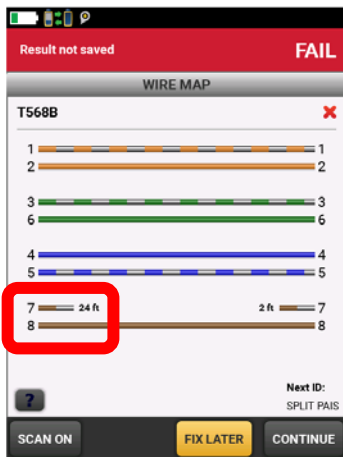 Result not saved FAIL
WIRE MAP
T568B
1 1
2 2
3 3
6 6
4 4
5 5
7 24 ft 2 ft 7
8 8
Next ID:
? SPLIT PAIS
SCAN ON FIX LATER CONTINUE